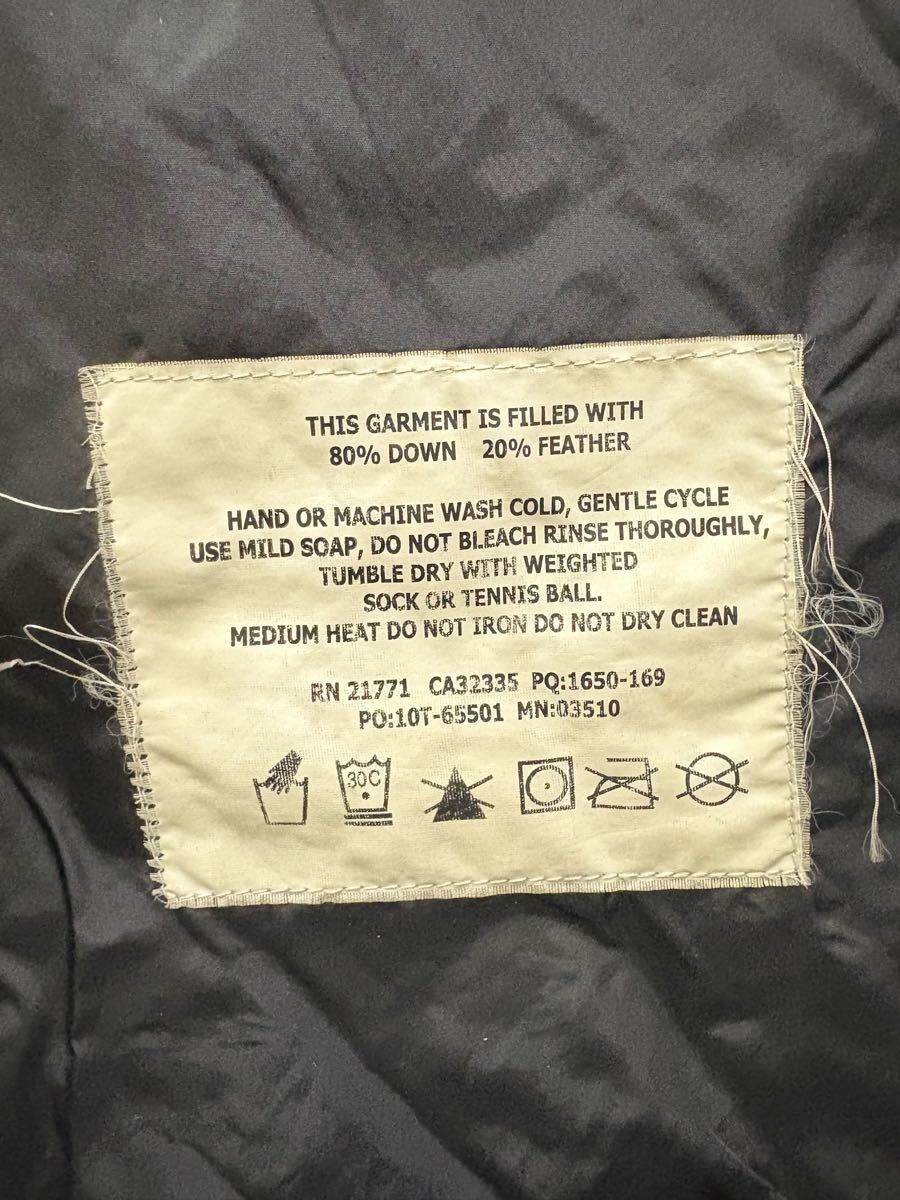 THIS GARMENT IS FILLED WITH
80% DOWN 20% FEATHER
HAND OR MACHINE WASH COLD, GENTLE CYCLE
USE MILD SOAP, DO NOT BLEACH RINSE THOROUGHLY,
TUMBLE DRY WITH WEIGHTED
SOCK OR TENNIS BALL.
MEDIUM HEAT DO NOT IRON DO NOT DRY CLEAN
RN 21771 CA32335 PQ:1650-169
PO:10T-65501 MN:03510
30C